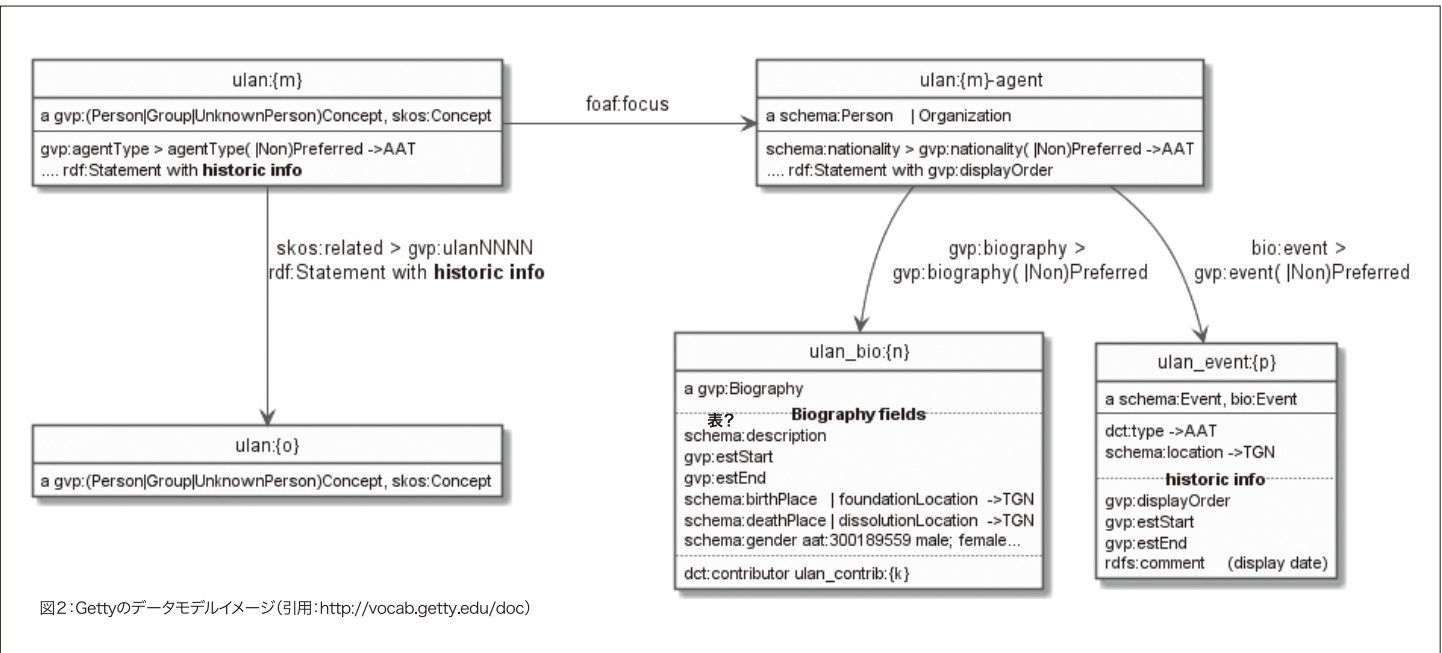 ulan:{m}
a gvp:(Person|Group|UnknownPerson)Concept, skos:Concept
gvp:agentType > agentType( |Non)Preferred ->AAT
.... rdf:Statement with historic info
foaf:focus
ulan:{m}-agent
a schema:Person | Organization
schema:nationality > gvp:nationality( |Non)Preferred ->AAT
.... rdf:Statement with gvp:displayOrder
skos:related > gvp:ulanNNNN
rdf:Statement with historic info
gvp:biography >
gvp:biography( |Non)Preferred
bio:event >
gvp:event( |Non)Preferred
ulan:{o}
a gvp:(Person|Group|UnknownPerson)Concept, skos:Concept
ulan_bio:{n}
a gvp:Biography
Biography fields
表?
schema:description
gvp:estStart
gvp:estEnd
schema:birthPlace | foundationLocation ->TGN
schema:deathPlace | dissolutionLocation ->TGN
schema:gender aat:300189559 male; female...
dct:contributor ulan_contrib:{k}
ulan_event:{p}
a schema:Event, bio:Event
dct:type ->AAT
schema:location ->TGN
historic info
gvp:displayOrder
gvp:estStart
gvp:estEnd
rdfs:comment (display date)
図2:Gettyのデータモデルイメージ(引用:http://vocab.getty.edu/doc)